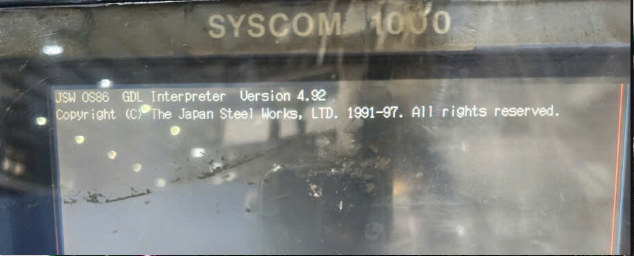 SYSCOM 1000
JSW OS86 GDL Interpreter Version 4.92
Copyright (C) The Japan Steel Works, LTD. 1991-97. All rights reserved.